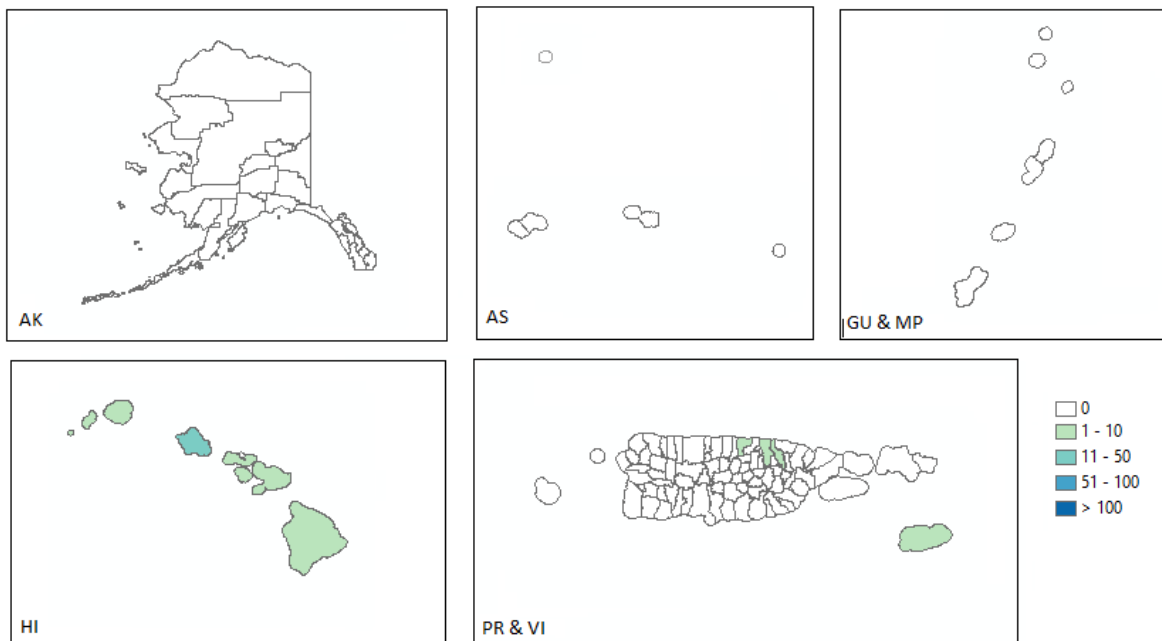 AK
AS
GU & MP
HI
PR & VI
0
1 - 10
11 - 50
51 - 100
> 100